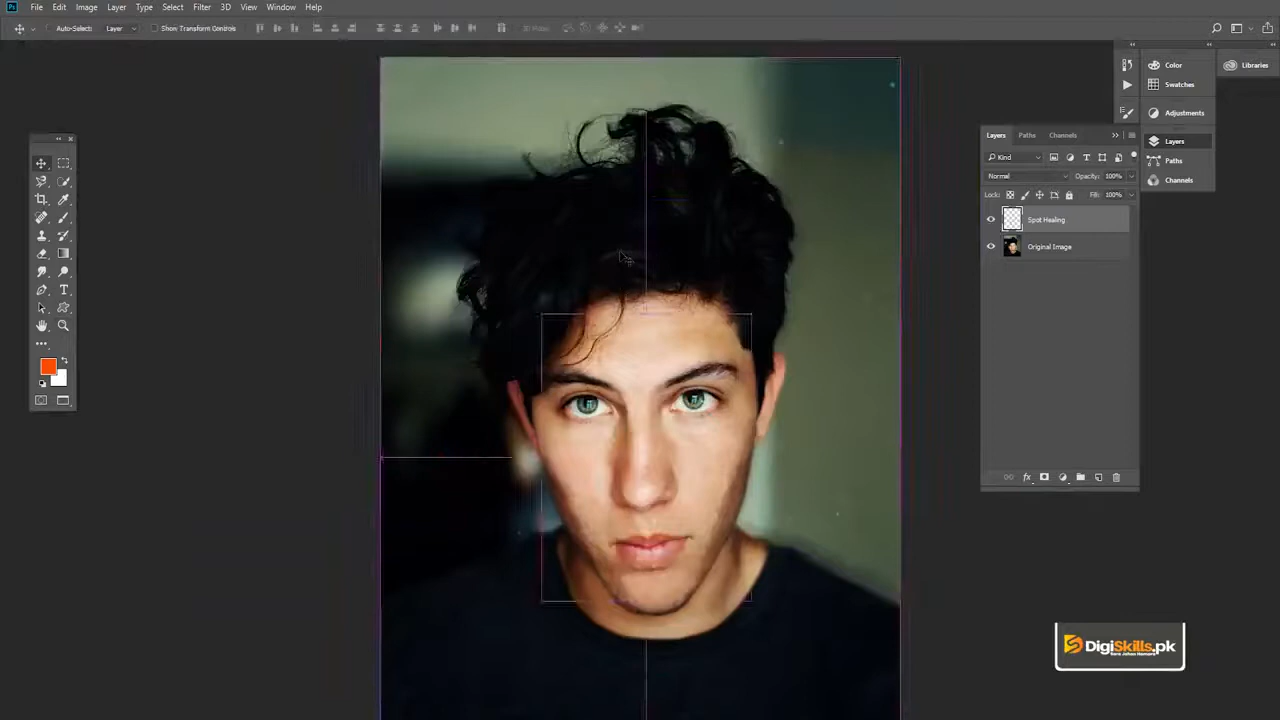 Ps File Edit Image Layer Type Select Filter 3D View Window Help
Auto-Select: Layer Show Transform Controls
Color
Libraries
Swatches
Adjustments
Layers Paths Channels
Layers
Kind
Paths
Normal Opacity: 100%
Channels
Lock: Fill: 100%
Spot Healing
Original Image
fx
DigiSkills.pk